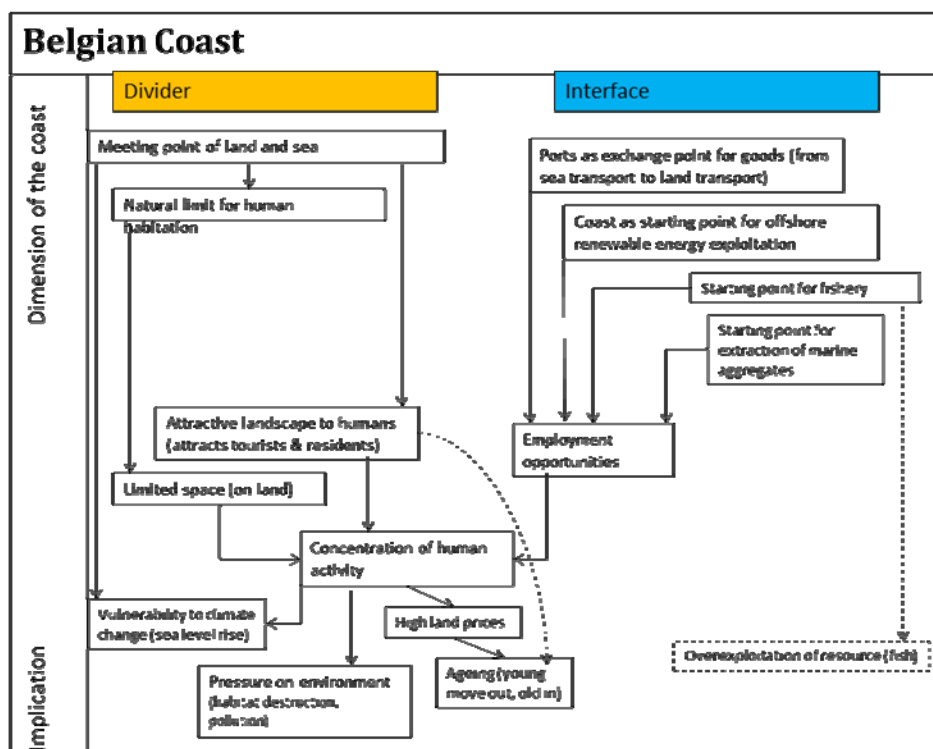 Belgian Coast
Divider
Interface
Dimension of the coast
Meeting point of land and sea
Natural limit for human
habitation
Ports as exchange point for goods (from
sea transport to land transport)
Coast as starting point for offshore
renewable energy exploitation
Starting point for fishery
Starting point for
extraction of marine
aggregates
Attractive landscape to humans
(attracts tourists & residents)
Employment
opportunities
Limited space (on land)
Concentration of human
activity
Implication
Vulnerability to climate
change (sea level rise)
High land prices
Overexploitation of resource (fish)
Pressure on environment
(habitat destruction,
pollution)
Ageing (young
move out, old in)